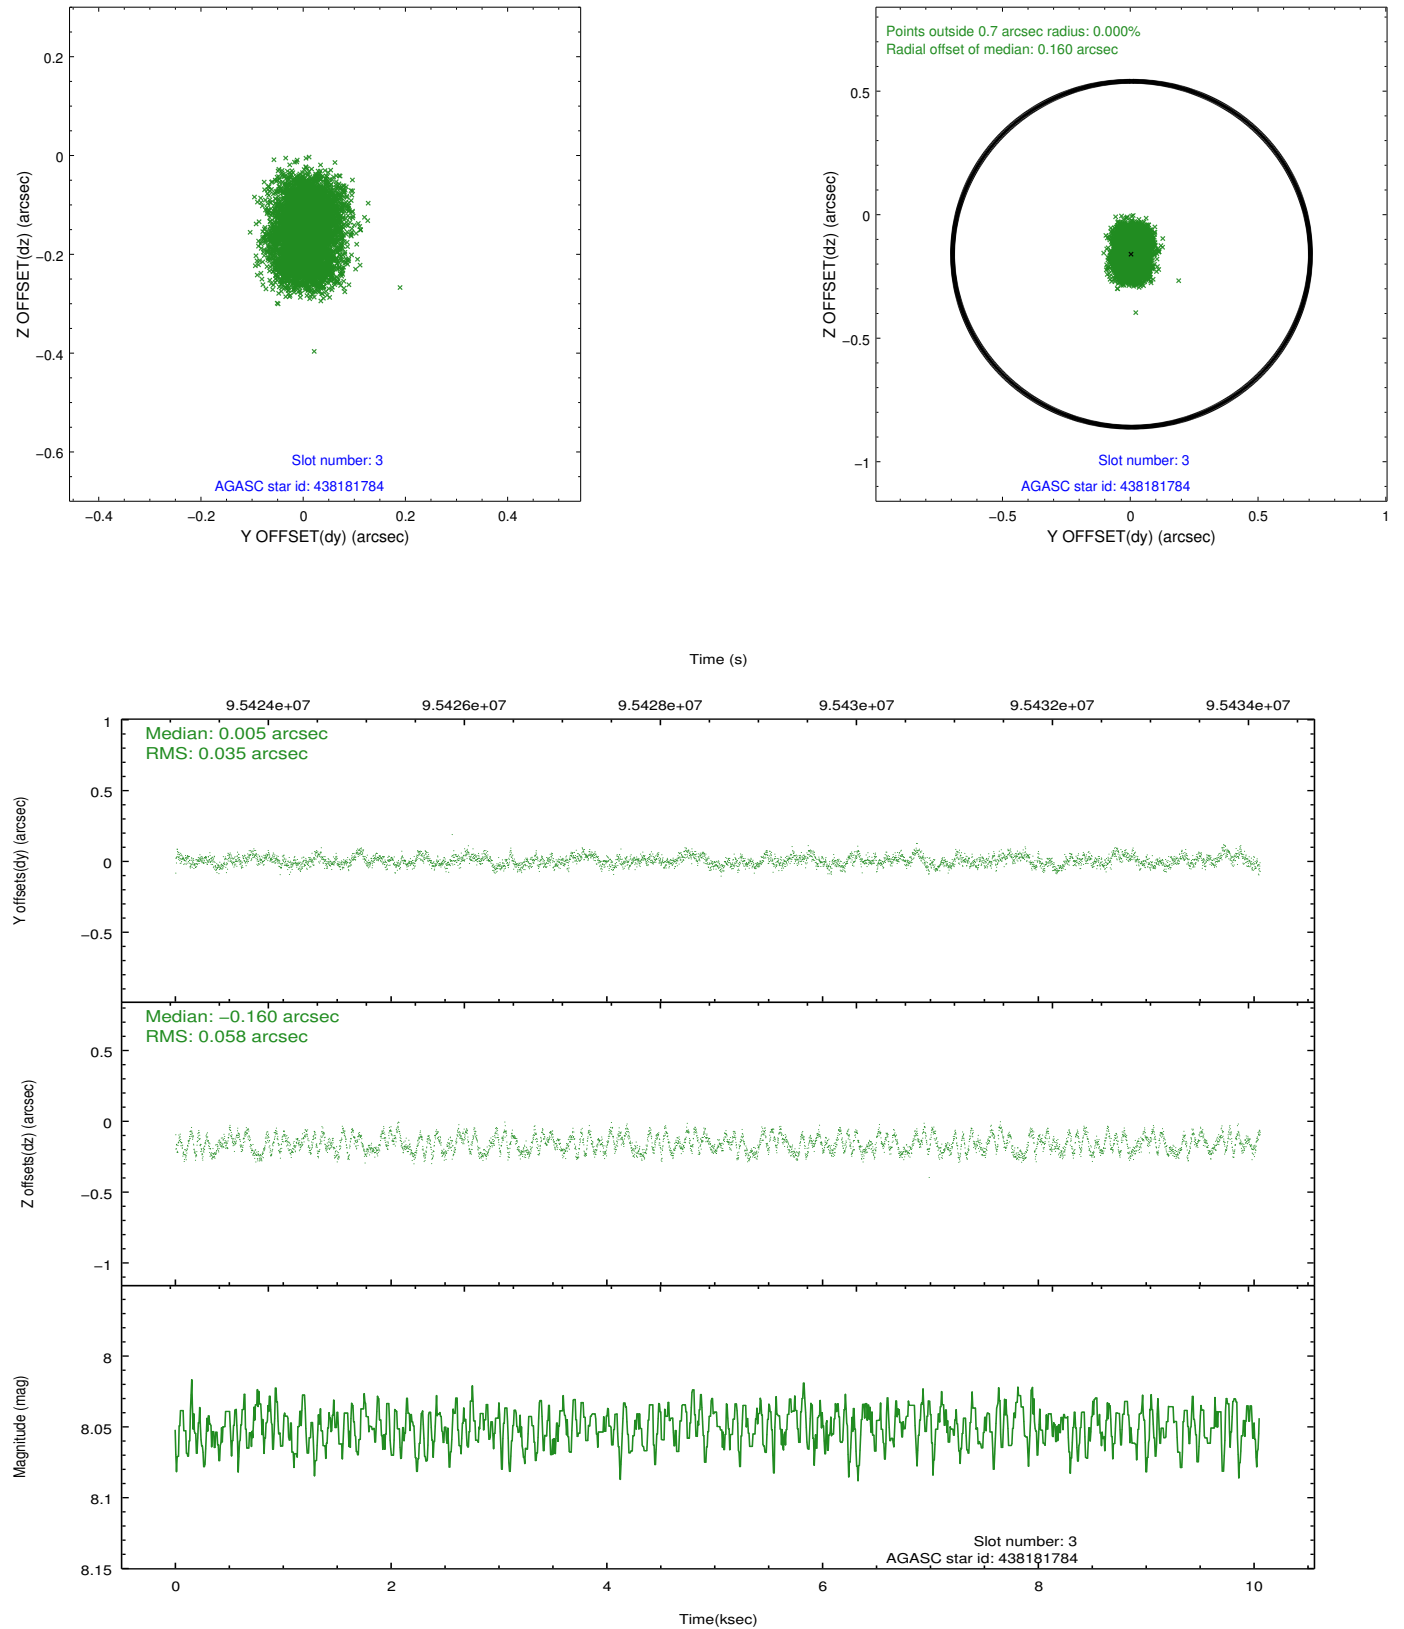 0.2
0
−0.2
−0.4
−0.6
Z OFFSET(dz) (arcsec)
Slot number: 3
AGASC star id: 438181784
−0.4 −0.2 0 0.2 0.4
Y OFFSET(dy) (arcsec)
Points outside 0.7 arcsec radius: 0.000%
Radial offset of median: 0.160 arcsec
0.5
0
−0.5
−1
Z OFFSET(dz) (arcsec)
Slot number: 3
AGASC star id: 438181784
−0.5 0 0.5 1
Y OFFSET(dy) (arcsec)
Time (s)
9.5424e+07 9.5426e+07 9.5428e+07 9.543e+07 9.5432e+07 9.5434e+07
Median: 0.005 arcsec
RMS: 0.035 arcsec
1
0.5
0
−0.5
Y offsets(dy) (arcsec)
Median: −0.160 arcsec
RMS: 0.058 arcsec
0.5
0
−0.5
−1
Z offsets(dz) (arcsec)
8
8.05
8.1
8.15
Magnitude (mag)
Slot number: 3
AGASC star id: 438181784
0 2 4 6 8 10
Time(ksec)